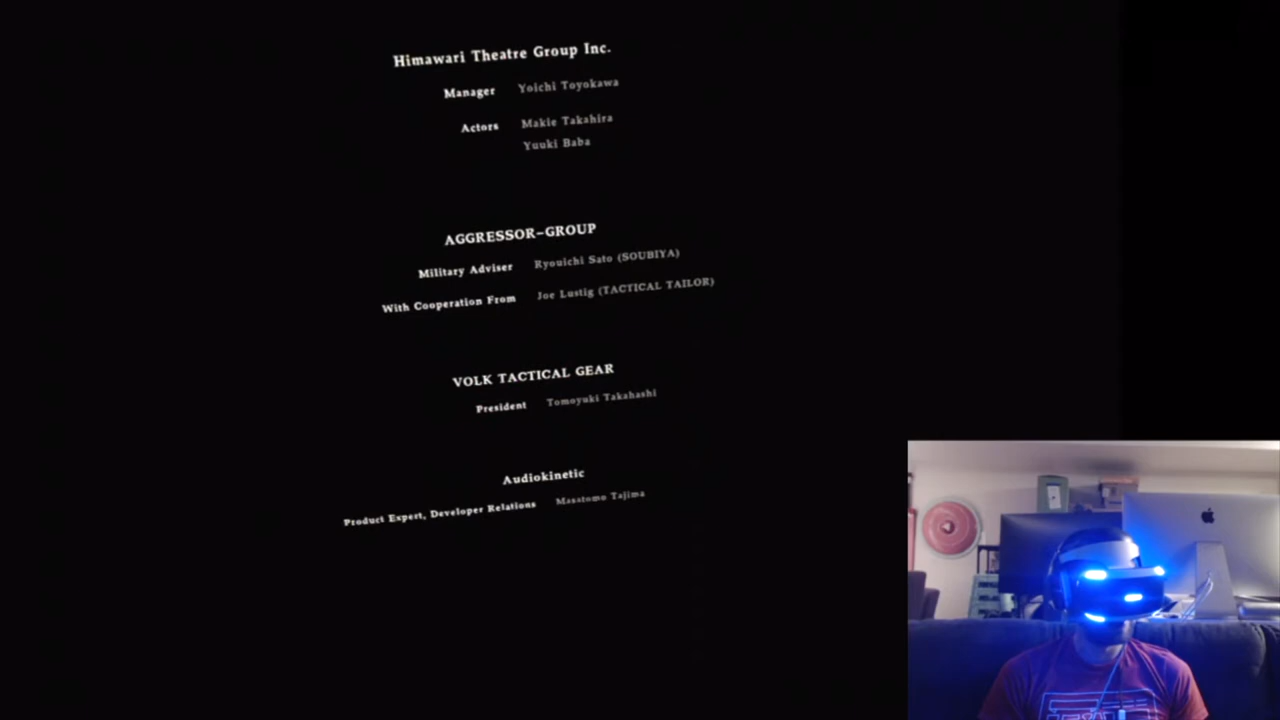 Himawari Theatre Group Inc.
Manager Yoichi Toyokawa
Actors Makie Takahira
Yuuki Baba
AGGRESSOR-GROUP
Military Adviser Ryouichi Sato (SOUBIYA)
With Cooperation From Joe Lustig (TACTICAL TAILOR)
VOLK TACTICAL GEAR
President Tomoyuki Takahashi
Audiokinetic
Product Expert, Developer Relations Masatomo Tajima